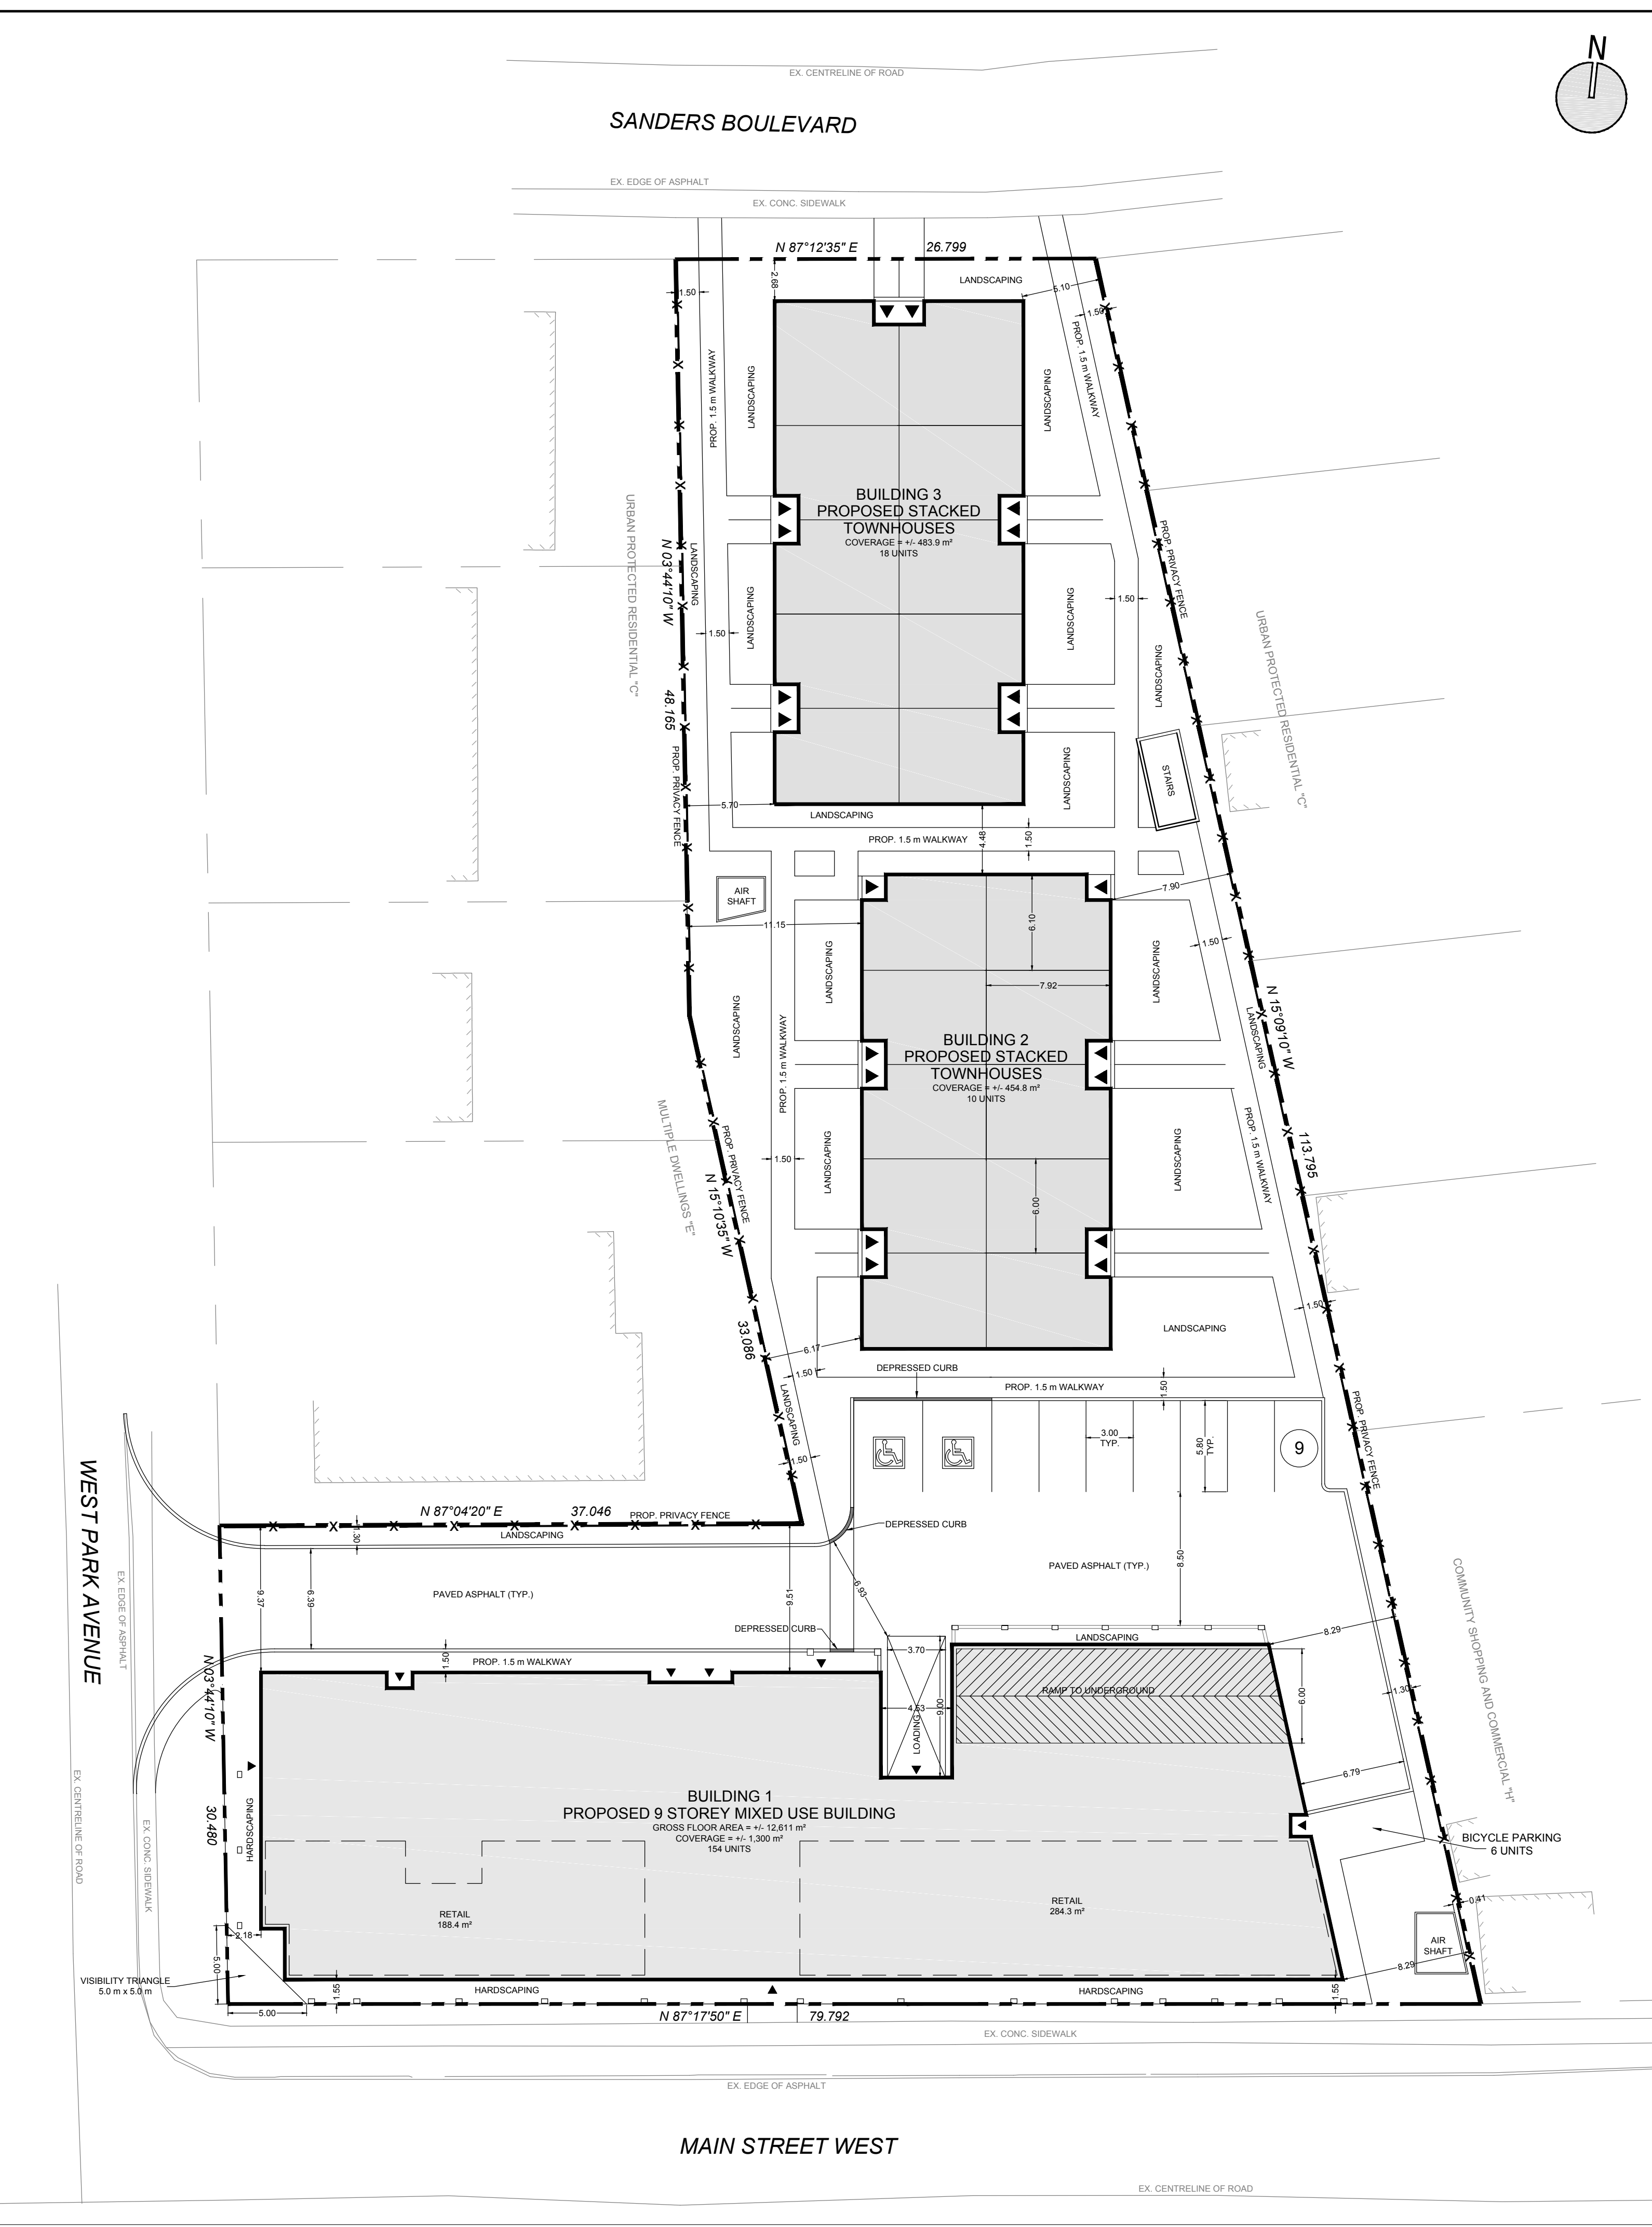 N
EX. CENTRELINE OF ROAD
SANDERS BOULEVARD
EX. EDGE OF ASPHALT
EX. CONC. SIDEWALK
N 87°12'35" E
26.799
LANDSCAPING
2.68
5.10
1.50
1.50
PROP. 1.5 m WALKWAY
PROP. 1.5 m WALKWAY
LANDSCAPING
LANDSCAPING
URBAN PROTECTED RESIDENTIAL "C"
N 03°44'10" W
LANDSCAPING
BUILDING 3
PROPOSED STACKED
TOWNHOUSES
COVERAGE = +/- 483.9 m²
18 UNITS
PROP. PRIVACY FENCE
LANDSCAPING
LANDSCAPING
1.50
1.50
URBAN PROTECTED RESIDENTIAL "C"
LANDSCAPING
48.165
PROP. PRIVACY FENCE
LANDSCAPING
STAIRS
5.70
LANDSCAPING
PROP. 1.5 m WALKWAY
4.48
1.50
AIR
SHAFT
7.90
11.15
6.10
1.50
LANDSCAPING
LANDSCAPING
7.92
LANDSCAPING
N 15°09'10" W
LANDSCAPING
PROP. 1.5 m WALKWAY
BUILDING 2
PROPOSED STACKED
TOWNHOUSES
COVERAGE = +/- 454.8 m²
10 UNITS
MULTIPLE DWELLINGS "E"
PROP. PRIVACY FENCE
N 15°10'35" W
1.50
LANDSCAPING
6.00
LANDSCAPING
PROP. 1.5 m WALKWAY
113.795
33.086
6.17
1.50
LANDSCAPING
1.50
DEPRESSED CURB
PROP. 1.5 m WALKWAY
1.50
LANDSCAPING
1.50
3.00
TYP.
5.80
TYP.
9
PROP. PRIVACY FENCE
WEST PARK AVENUE
N 87°04'20" E
37.046
PROP. PRIVACY FENCE
LANDSCAPING
1.30
DEPRESSED CURB
EX. EDGE OF ASPHALT
9.37
6.39
PAVED ASPHALT (TYP.)
9.51
6.93
8.50
PAVED ASPHALT (TYP.)
COMMUNITY SHOPPING AND COMMERCIAL "H"
DEPRESSED CURB
8.29
LANDSCAPING
1.50
PROP. 1.5 m WALKWAY
3.70
N 03°44'10" W
RAMP TO UNDERGROUND
6.00
1.30
4.53
9.00
LOADING
6.79
EX. CENTRELINE OF ROAD
30.480
HARDSCAPING
EX. CONC. SIDEWALK
BUILDING 1
PROPOSED 9 STOREY MIXED USE BUILDING
GROSS FLOOR AREA = +/- 12,611 m²
COVERAGE = +/- 1,300 m²
154 UNITS
BICYCLE PARKING
6 UNITS
RETAIL
188.4 m²
RETAIL
284.3 m²
0.41
2.18
AIR
SHAFT
5.00
8.29
VISIBILITY TRIANGLE
5.0 m x 5.0 m
1.55
HARDSCAPING
HARDSCAPING
1.55
5.00
N 87°17'50" E
79.792
EX. CONC. SIDEWALK
EX. EDGE OF ASPHALT
MAIN STREET WEST
EX. CENTRELINE OF ROAD